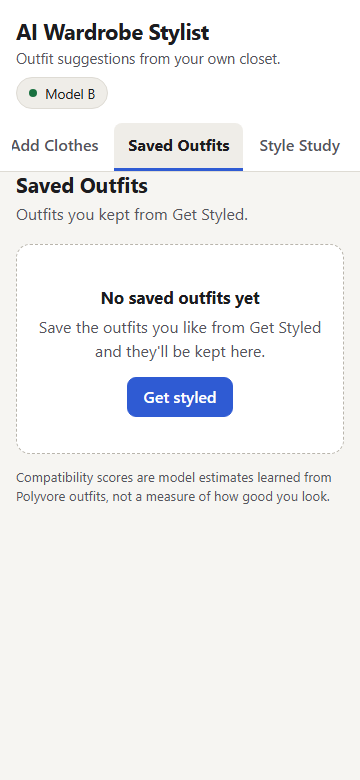 AI Wardrobe Stylist
Outfit suggestions from your own closet.
Model B
Add Clothes
Saved Outfits
Style Study
Saved Outfits
Outfits you kept from Get Styled.
No saved outfits yet
Save the outfits you like from Get Styled
and they'll be kept here.
Get styled
Compatibility scores are model estimates learned from
Polyvore outfits, not a measure of how good you look.